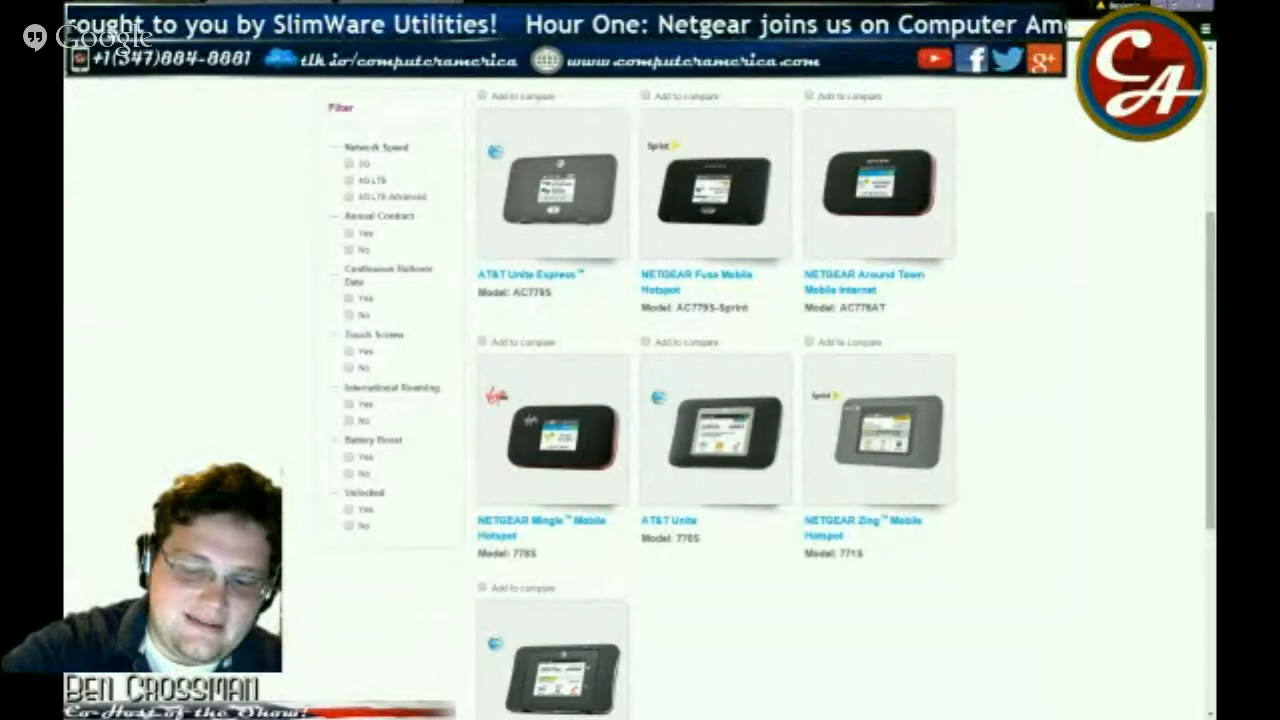 rought to you by SlimWare Utilities! Hour One: Netgear joins us on Computer Am
Google
+1(347)884-8881 tlk.io/computeramerica www.computeramerica.com
CA
Filter
Network Speed
3G
4G LTE
4G LTE Advanced
Annual Contract
Yes
No
Continuous Rollover
Data
Yes
No
Touch Screen
Yes
No
International Roaming
Yes
No
Battery Boost
Yes
No
Unlocked
Yes
No
Add to compare Add to compare Add to compare
Sprint
AT&T Unite Express™
Model: AC779S
NETGEAR Fuse Mobile
Hotspot
Model: AC779S-Sprint
NETGEAR Around Town
Mobile Internet
Model: AC778AT
Add to compare Add to compare Add to compare
Virgin
Sprint
NETGEAR Mingle™ Mobile
Hotspot
Model: 778S
AT&T Unite
Model: 770S
NETGEAR Zing™ Mobile
Hotspot
Model: 771S
Add to compare
Ben Crossman
Co-Host of the Show!